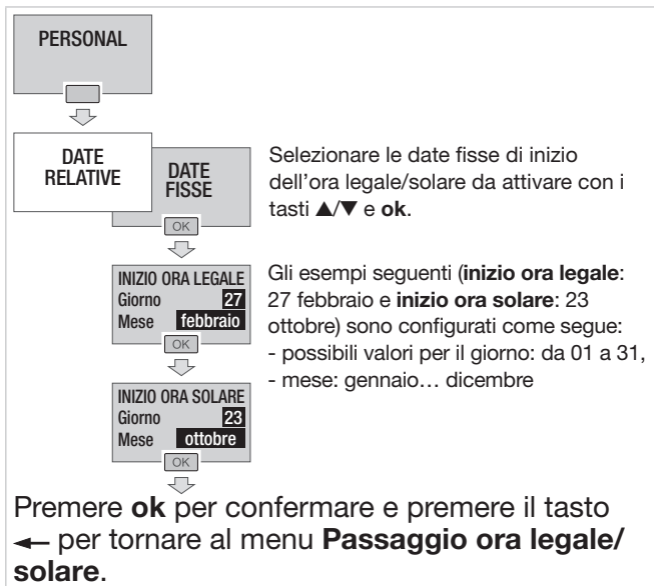 PERSONAL
DATE
RELATIVE
DATE
FISSE
OK
Selezionare le date fisse di inizio
dell'ora legale/solare da attivare con i
tasti ▲/▼ e ok.
INIZIO ORA LEGALE
Giorno 27
Mese febbraio
OK
Gli esempi seguenti (inizio ora legale:
27 febbraio e inizio ora solare: 23
ottobre) sono configurati come segue:
- possibili valori per il giorno: da 01 a 31,
- mese: gennaio… dicembre
INIZIO ORA SOLARE
Giorno 23
Mese ottobre
OK
Premere ok per confermare e premere il tasto
← per tornare al menu Passaggio ora legale/
solare.